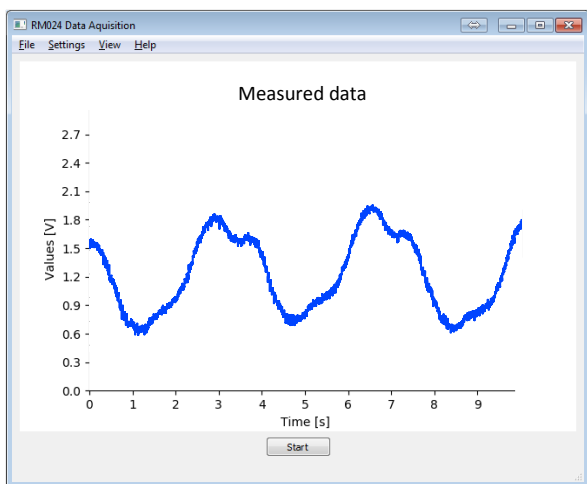 RM024 Data Aquisition
File Settings View Help
Measured data
Values [V]
2.7
2.4
2.1
1.8
1.5
1.2
0.9
0.6
0.3
0.0
0 1 2 3 4 5 6 7 8 9
Time [s]
Start